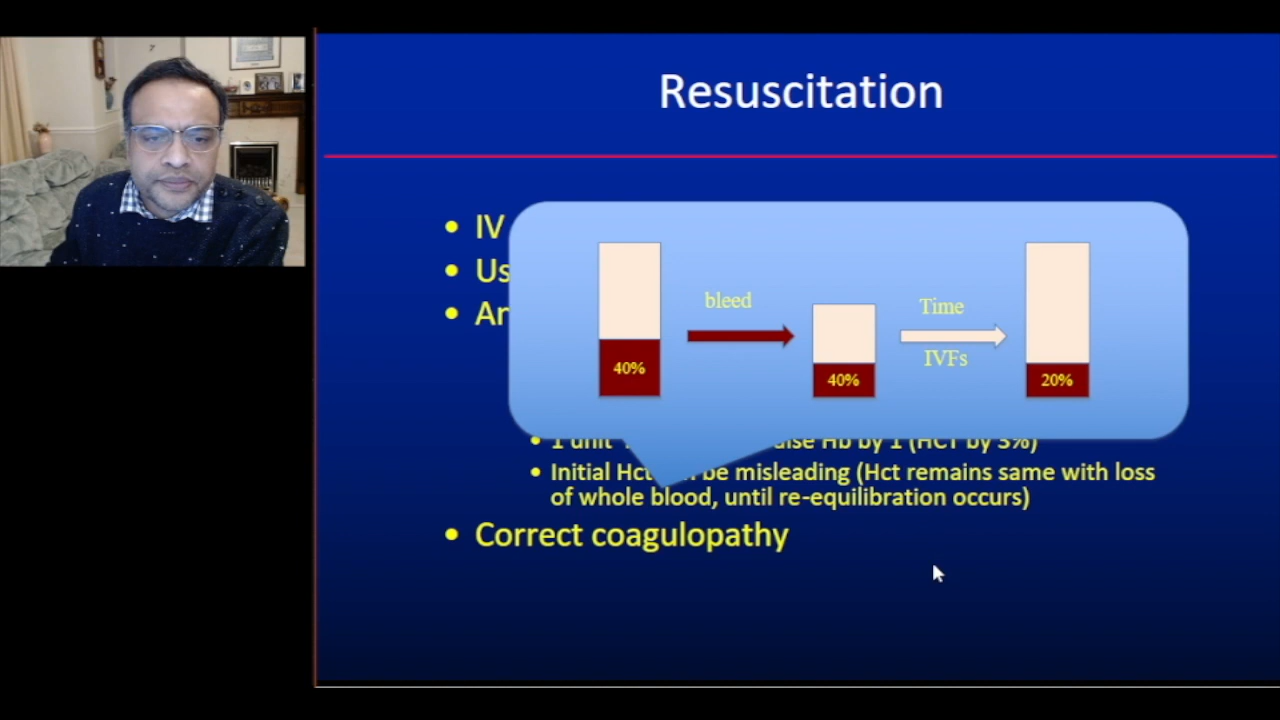 Resuscitation
• IV
• Us
• Ar
bleed
Time
IVFs
40%
40%
20%
• 1 unit Hb by 1 (HCT by 3%)
• Initial Hct be misleading (Hct remains same with loss
of whole blood, until re-equilibration occurs)
• Correct coagulopathy